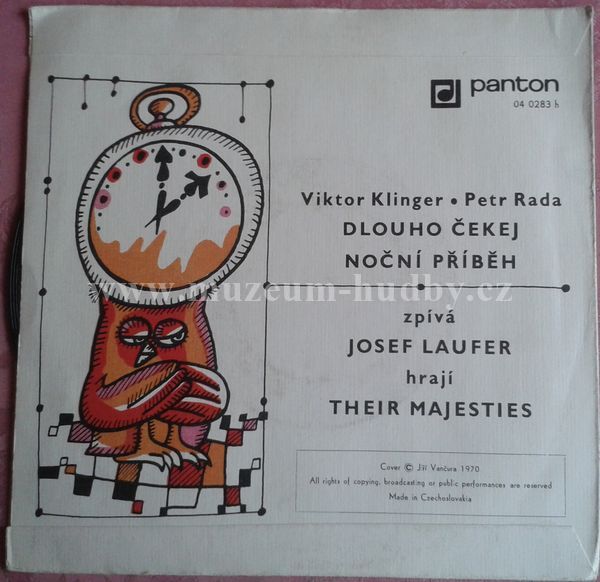 panton
04 0283 h
Viktor Klinger • Petr Rada
DLOUHO ČEKEJ
NOČNÍ PŘÍBĚH
www.muzeum-hudby.cz
zpívá
JOSEF LAUFER
hrají
THEIR MAJESTIES
Cover © Jiří Vančura 1970
All rights of copying, broadcasting or public performances are reserved
Made in Czechoslovakia